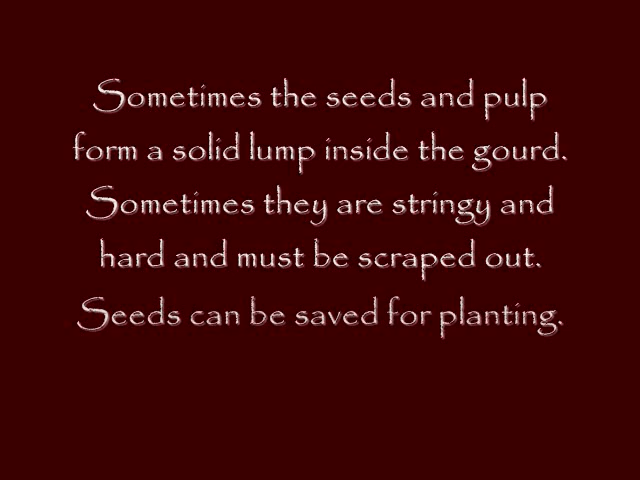 Sometimes the seeds and pulp
form a solid lump inside the gourd.
Sometimes they are stringy and
hard and must be scraped out.
Seeds can be saved for planting.